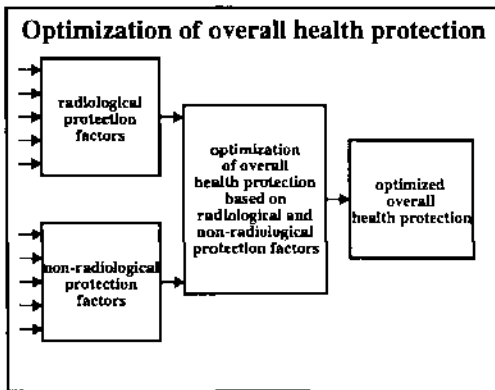 Optimization of overall health protection
radiological
protection
factors
non-radiological
protection
factors
optimization
of overall
health protection
based on
radiological and
non-radiological
protection factors
optimized
overall
health protection